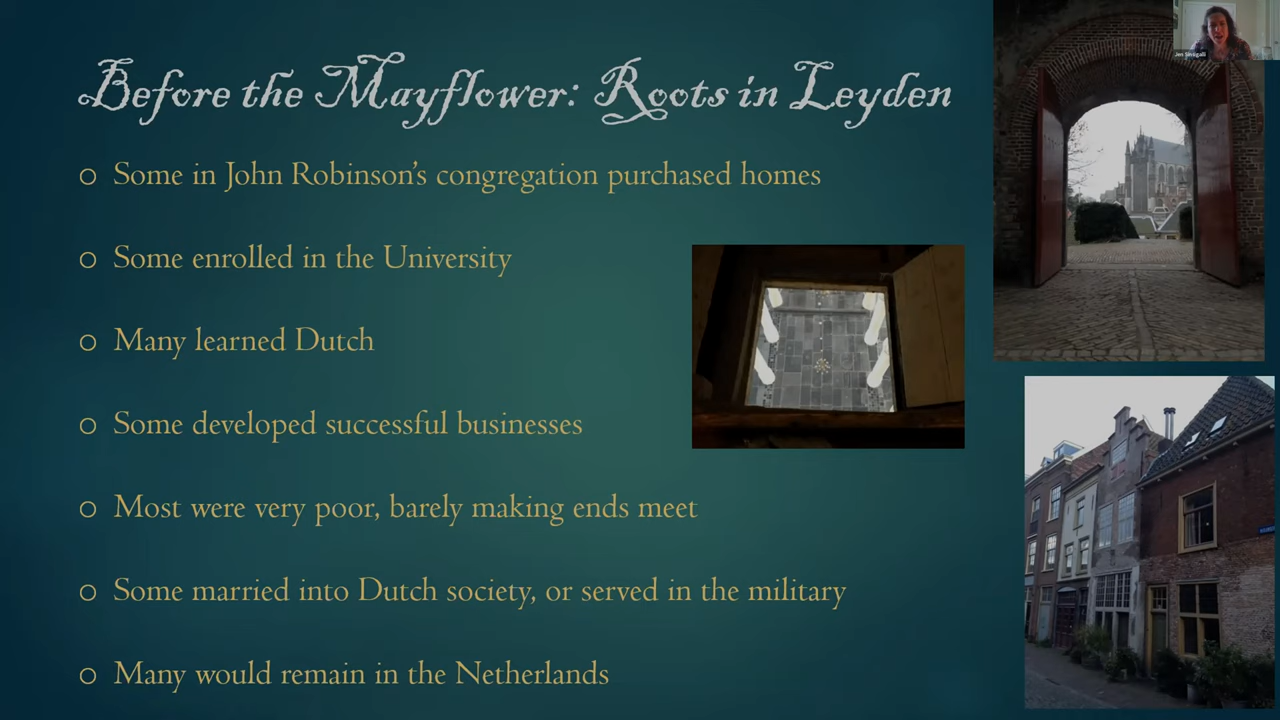 Before the Mayflower: Roots in Leyden
Some in John Robinson's congregation purchased homes
Some enrolled in the University
Many learned Dutch
Some developed successful businesses
Most were very poor, barely making ends meet
Some married into Dutch society, or served in the military
Many would remain in the Netherlands